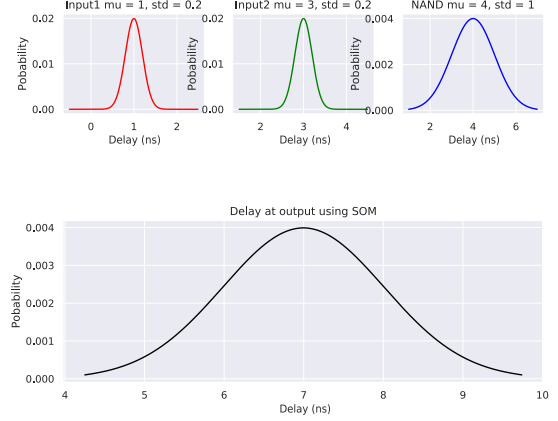 Input1 mu = 1, std = 0.2
Input2 mu = 3, std = 0.2
NAND mu = 4, std = 1
Pobability
0.02
0.01
0.00
0 1 2
Delay (ns)
Pobability
0.02
0.01
0.00
2 3 4
Delay (ns)
Pobability
0.004
0.002
0.000
2 4 6
Delay (ns)
Delay at output using SOM
Pobability
0.004
0.003
0.002
0.001
0.000
4 5 6 7 8 9 10
Delay (ns)